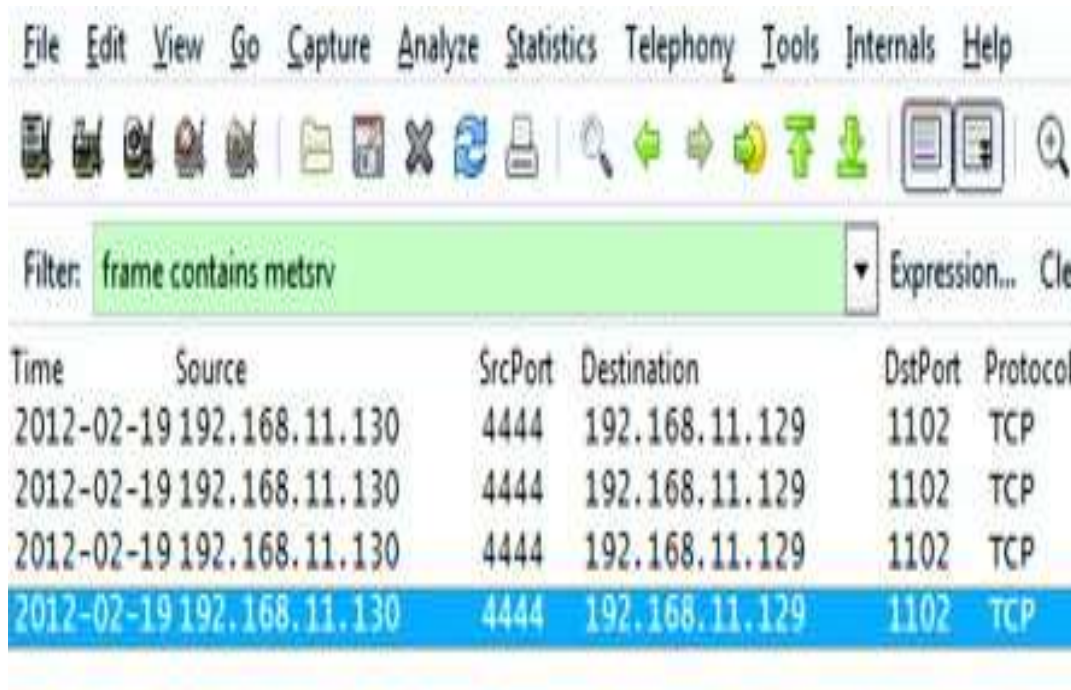 File Edit View Go Capture Analyze Statistics Telephony Tools Internals Help
Filter: frame contains metsrv Expression... Cle
Time Source SrcPort Destination DstPort Protocol
2012-02-19 192.168.11.130 4444 192.168.11.129 1102 TCP
2012-02-19 192.168.11.130 4444 192.168.11.129 1102 TCP
2012-02-19 192.168.11.130 4444 192.168.11.129 1102 TCP
2012-02-19 192.168.11.130 4444 192.168.11.129 1102 TCP